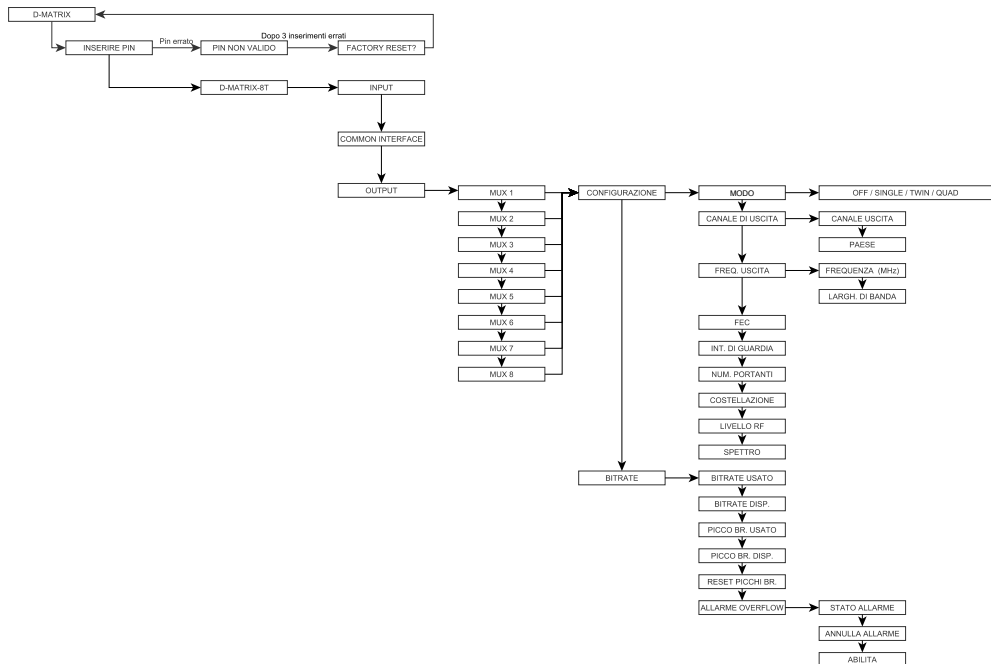 D-MATRIX
INSERIRE PIN
Pin errato
PIN NON VALIDO
Dopo 3 inserimenti errati
FACTORY RESET?
D-MATRIX-8T
INPUT
COMMON INTERFACE
OUTPUT
MUX 1
MUX 2
MUX 3
MUX 4
MUX 5
MUX 6
MUX 7
MUX 8
CONFIGURAZIONE
MODO
OFF / SINGLE / TWIN / QUAD
CANALE DI USCITA
CANALE USCITA
PAESE
FREQ. USCITA
FREQUENZA (MHz)
LARGH. DI BANDA
FEC
INT. DI GUARDIA
NUM. PORTANTI
COSTELLAZIONE
LIVELLO RF
SPETTRO
BITRATE
BITRATE USATO
BITRATE DISP.
PICCO BR. USATO
PICCO BR. DISP.
RESET PICCHI BR.
ALLARME OVERFLOW
STATO ALLARME
ANNULLA ALLARME
ABILITA